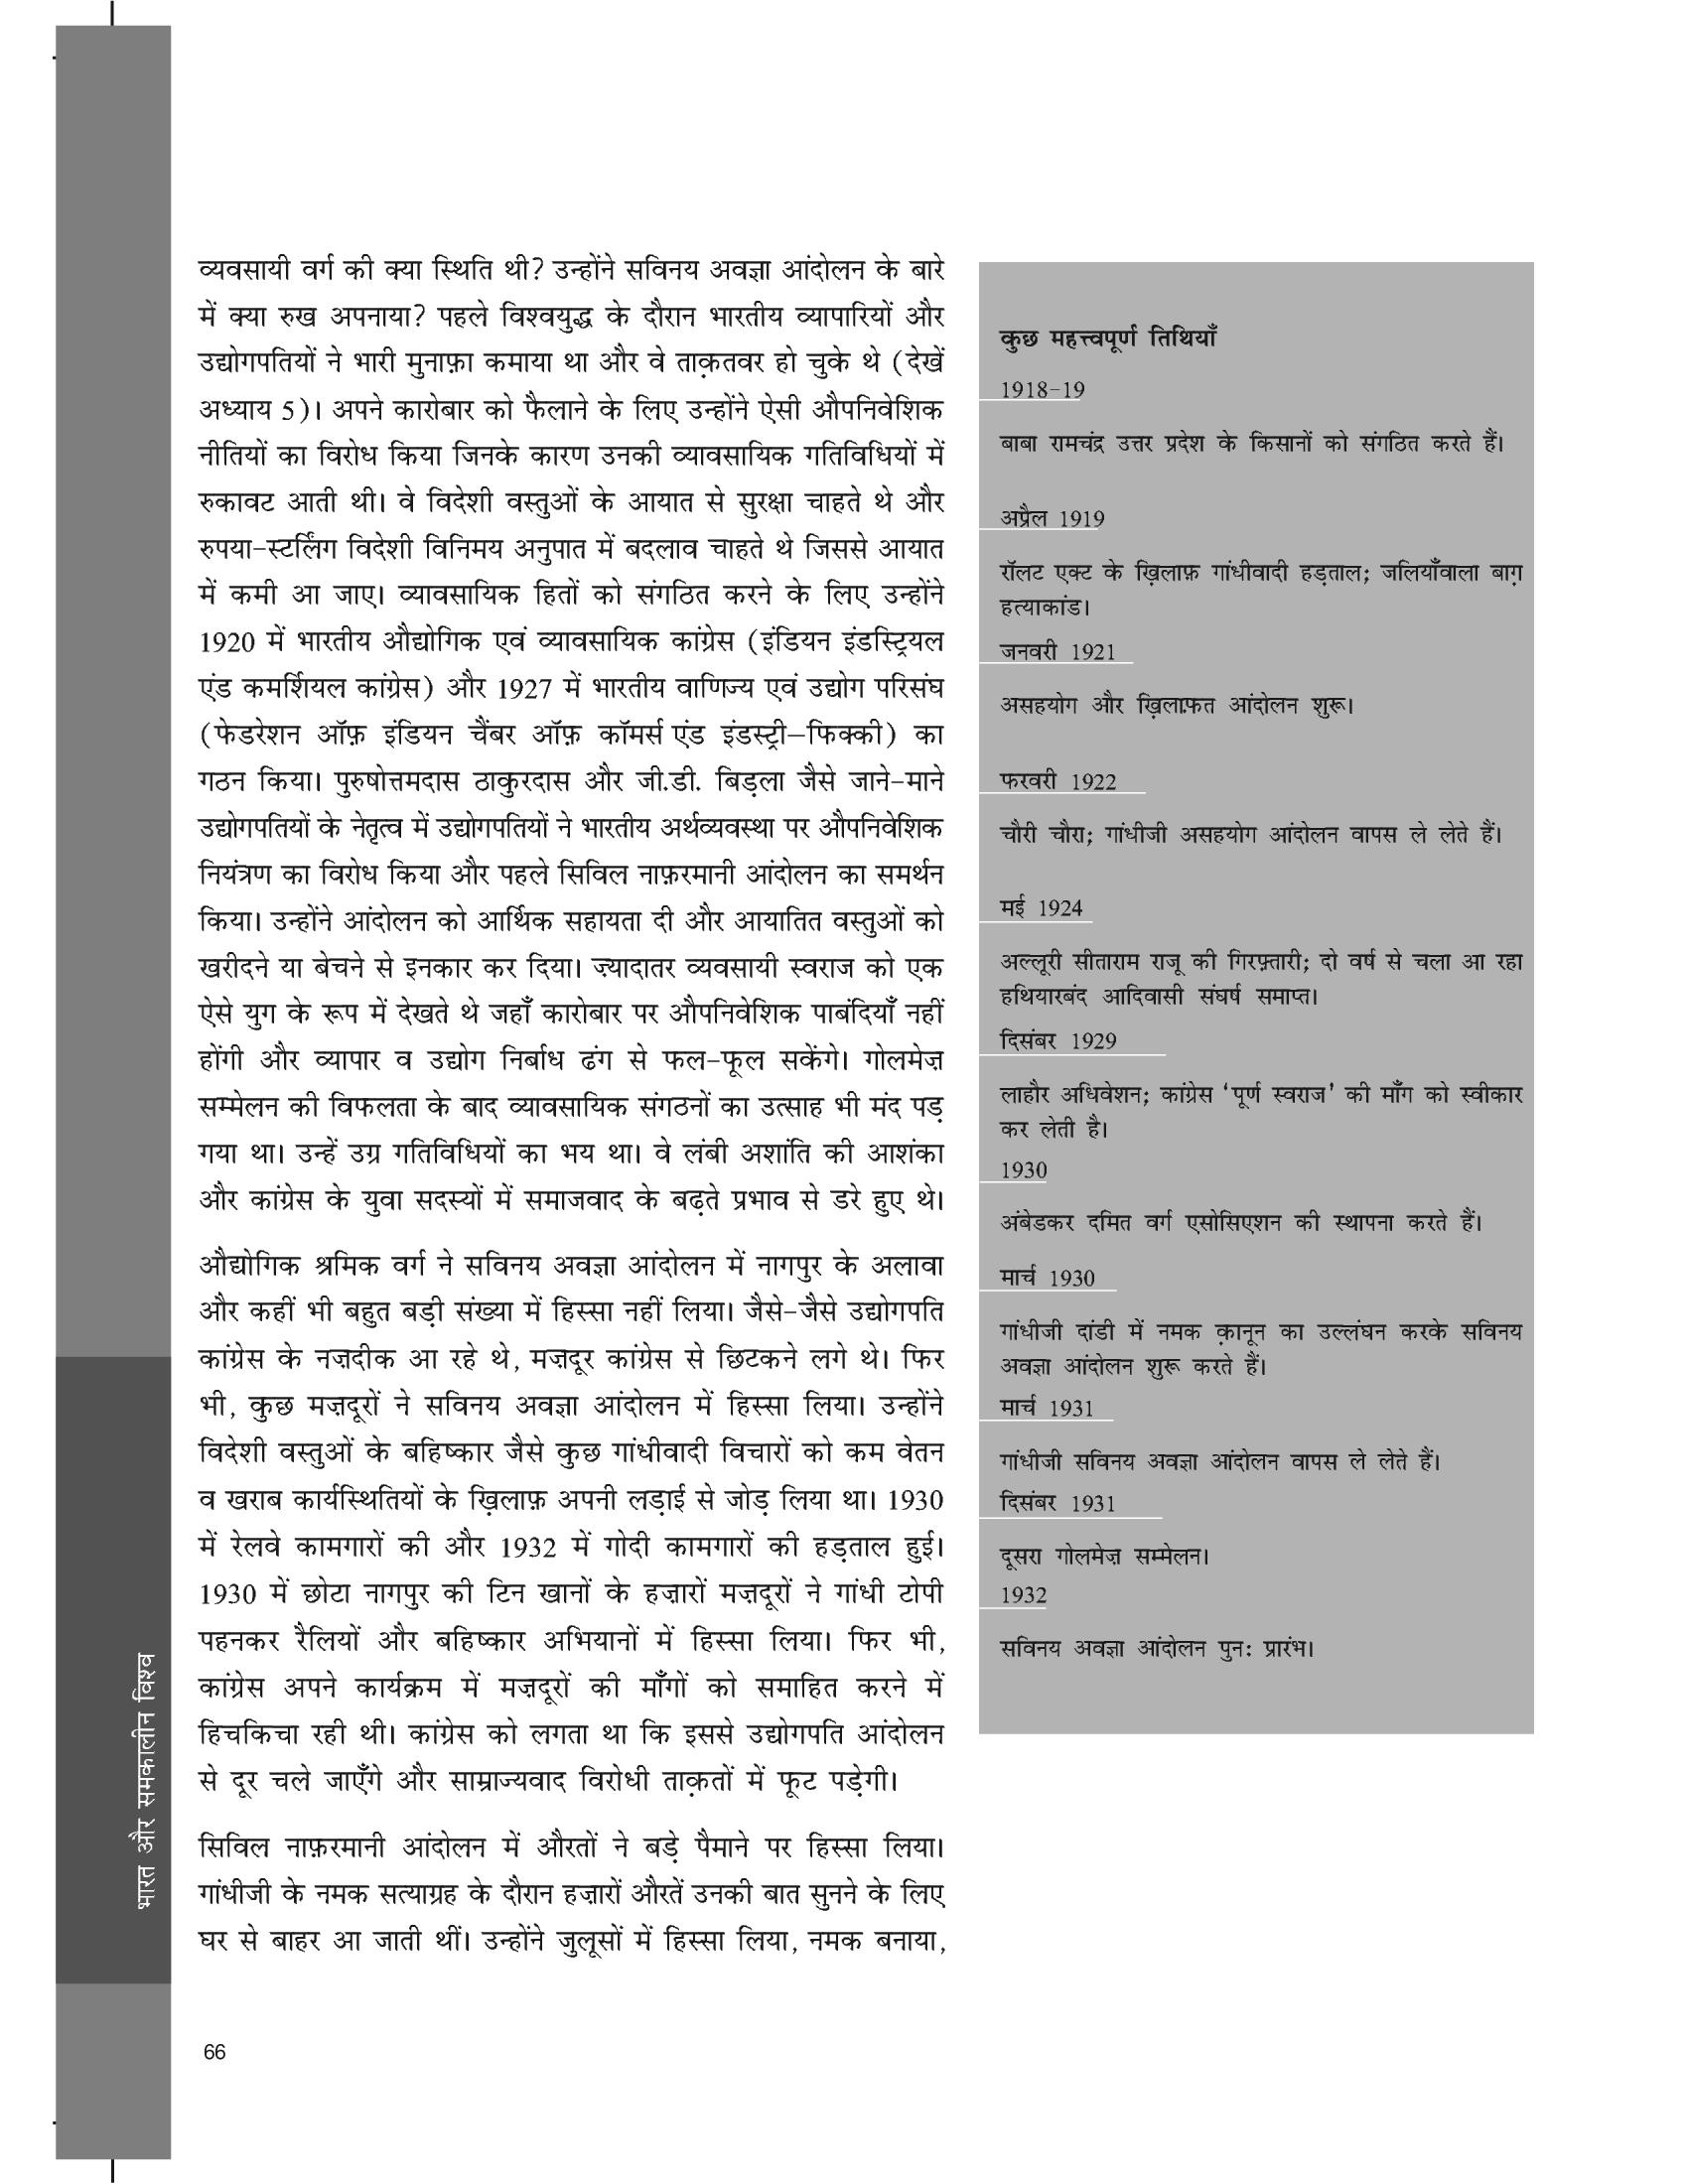 व्यवसायी वर्ग की क्या स्थिति थी? उन्होंने सविनय अवज्ञा आंदोलन के बारे
में क्या रुख अपनाया? पहले विश्वयुद्ध के दौरान भारतीय व्यापारियों और
उद्योगपतियों ने भारी मुनाफ़ा कमाया था और वे ताक़तवर हो चुके थे (देखें
अध्याय 5)। अपने कारोबार को फैलाने के लिए उन्होंने ऐसी औपनिवेशिक
नीतियों का विरोध किया जिनके कारण उनकी व्यावसायिक गतिविधियों में
रुकावट आती थी। वे विदेशी वस्तुओं के आयात से सुरक्षा चाहते थे और
रुपया-स्टर्लिंग विदेशी विनिमय अनुपात में बदलाव चाहते थे जिससे आयात
में कमी आ जाए। व्यावसायिक हितों को संगठित करने के लिए उन्होंने
1920 में भारतीय औद्योगिक एवं व्यावसायिक कांग्रेस (इंडियन इंडस्ट्रियल
एंड कमर्शियल कांग्रेस) और 1927 में भारतीय वाणिज्य एवं उद्योग परिसंघ
(फेडरेशन ऑफ़ इंडियन चैंबर ऑफ़ कॉमर्स एंड इंडस्ट्री–फिक्की) का
गठन किया। पुरुषोत्तमदास ठाकुरदास और जी.डी. बिड़ला जैसे जाने-माने
उद्योगपतियों के नेतृत्व में उद्योगपतियों ने भारतीय अर्थव्यवस्था पर औपनिवेशिक
नियंत्रण का विरोध किया और पहले सिविल नाफ़रमानी आंदोलन का समर्थन
किया। उन्होंने आंदोलन को आर्थिक सहायता दी और आयातित वस्तुओं को
खरीदने या बेचने से इनकार कर दिया। ज्यादातर व्यवसायी स्वराज को एक
ऐसे युग के रूप में देखते थे जहाँ कारोबार पर औपनिवेशिक पाबंदियाँ नहीं
होंगी और व्यापार व उद्योग निर्बाध ढंग से फल-फूल सकेंगे। गोलमेज़
सम्मेलन की विफलता के बाद व्यावसायिक संगठनों का उत्साह भी मंद पड़
गया था। उन्हें उग्र गतिविधियों का भय था। वे लंबी अशांति की आशंका
और कांग्रेस के युवा सदस्यों में समाजवाद के बढ़ते प्रभाव से डरे हुए थे।
औद्योगिक श्रमिक वर्ग ने सविनय अवज्ञा आंदोलन में नागपुर के अलावा
और कहीं भी बहुत बड़ी संख्या में हिस्सा नहीं लिया। जैसे-जैसे उद्योगपति
कांग्रेस के नज़दीक आ रहे थे, मज़दूर कांग्रेस से छिटकने लगे थे। फिर
भी, कुछ मज़दूरों ने सविनय अवज्ञा आंदोलन में हिस्सा लिया। उन्होंने
विदेशी वस्तुओं के बहिष्कार जैसे कुछ गांधीवादी विचारों को कम वेतन
व खराब कार्यस्थितियों के ख़िलाफ़ अपनी लड़ाई से जोड़ लिया था। 1930
में रेलवे कामगारों की और 1932 में गोदी कामगारों की हड़ताल हुई।
1930 में छोटा नागपुर की टिन खानों के हज़ारों मज़दूरों ने गांधी टोपी
पहनकर रैलियों और बहिष्कार अभियानों में हिस्सा लिया। फिर भी,
कांग्रेस अपने कार्यक्रम में मज़दूरों की माँगों को समाहित करने में
हिचकिचा रही थी। कांग्रेस को लगता था कि इससे उद्योगपति आंदोलन
से दूर चले जाएँगे और साम्राज्यवाद विरोधी ताक़तों में फूट पड़ेगी।
सिविल नाफ़रमानी आंदोलन में औरतों ने बड़े पैमाने पर हिस्सा लिया।
गांधीजी के नमक सत्याग्रह के दौरान हज़ारों औरतें उनकी बात सुनने के लिए
घर से बाहर आ जाती थीं। उन्होंने जुलूसों में हिस्सा लिया, नमक बनाया,
कुछ महत्त्वपूर्ण तिथियाँ
1918-19
बाबा रामचंद्र उत्तर प्रदेश के किसानों को संगठित करते हैं।
अप्रैल 1919
रॉलट एक्ट के ख़िलाफ़ गांधीवादी हड़ताल; जलियाँवाला बाग़
हत्याकांड।
जनवरी 1921
असहयोग और ख़िलाफ़त आंदोलन शुरू।
फरवरी 1922
चौरी चौरा; गांधीजी असहयोग आंदोलन वापस ले लेते हैं।
मई 1924
अल्लूरी सीताराम राजू की गिरफ़्तारी; दो वर्ष से चला आ रहा
हथियारबंद आदिवासी संघर्ष समाप्त।
दिसंबर 1929
लाहौर अधिवेशन; कांग्रेस ‘पूर्ण स्वराज’ की माँग को स्वीकार
कर लेती है।
1930
अंबेडकर दमित वर्ग एसोसिएशन की स्थापना करते हैं।
मार्च 1930
गांधीजी दांडी में नमक क़ानून का उल्लंघन करके सविनय
अवज्ञा आंदोलन शुरू करते हैं।
मार्च 1931
गांधीजी सविनय अवज्ञा आंदोलन वापस ले लेते हैं।
दिसंबर 1931
दूसरा गोलमेज़ सम्मेलन।
1932
सविनय अवज्ञा आंदोलन पुनः प्रारंभ।
भारत और समकालीन विश्व
66